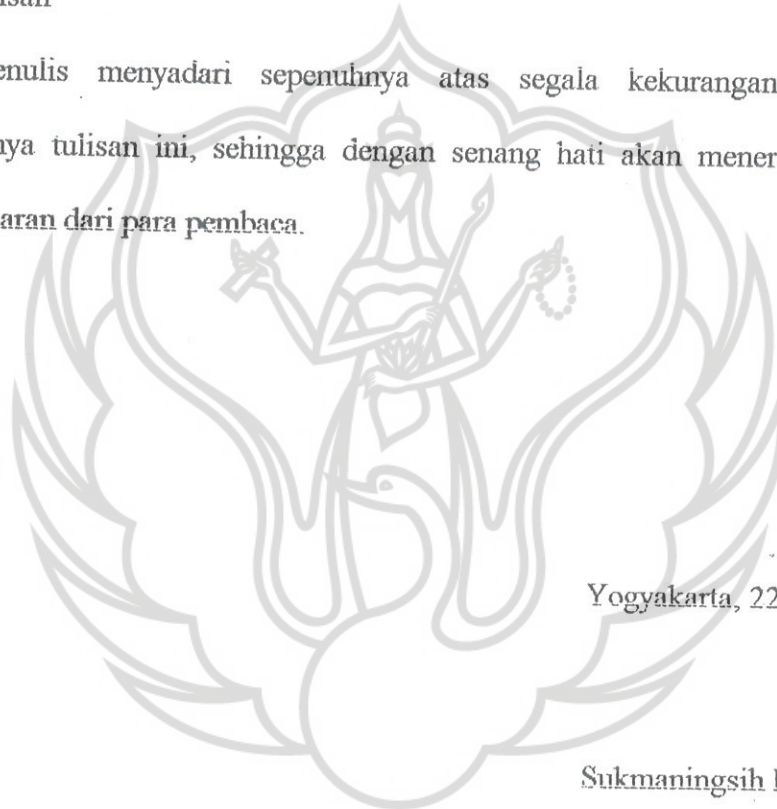 enulis menyadari sepenuhnya atas segala kekurangan
nya tulisan ini, sehingga dengan senang hati akan mener
aran dari para pembaca.
Yogyakarta, 22
Sukmaningsih